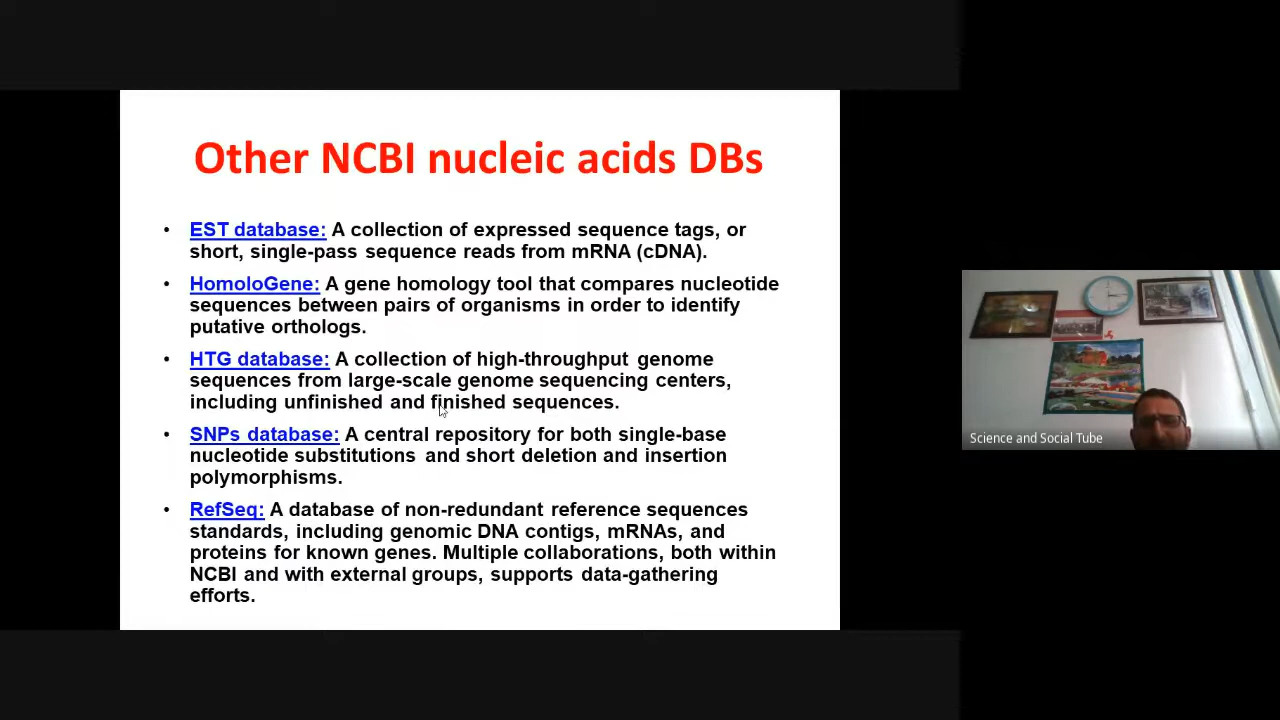 Other NCBI nucleic acids DBs
• EST database: A collection of expressed sequence tags, or
short, single-pass sequence reads from mRNA (cDNA).
• HomoloGene: A gene homology tool that compares nucleotide
sequences between pairs of organisms in order to identify
putative orthologs.
• HTG database: A collection of high-throughput genome
sequences from large-scale genome sequencing centers,
including unfinished and finished sequences.
• SNPs database: A central repository for both single-base
nucleotide substitutions and short deletion and insertion
polymorphisms.
• RefSeq: A database of non-redundant reference sequences
standards, including genomic DNA contigs, mRNAs, and
proteins for known genes. Multiple collaborations, both within
NCBI and with external groups, supports data-gathering
efforts.
Science and Social Tube